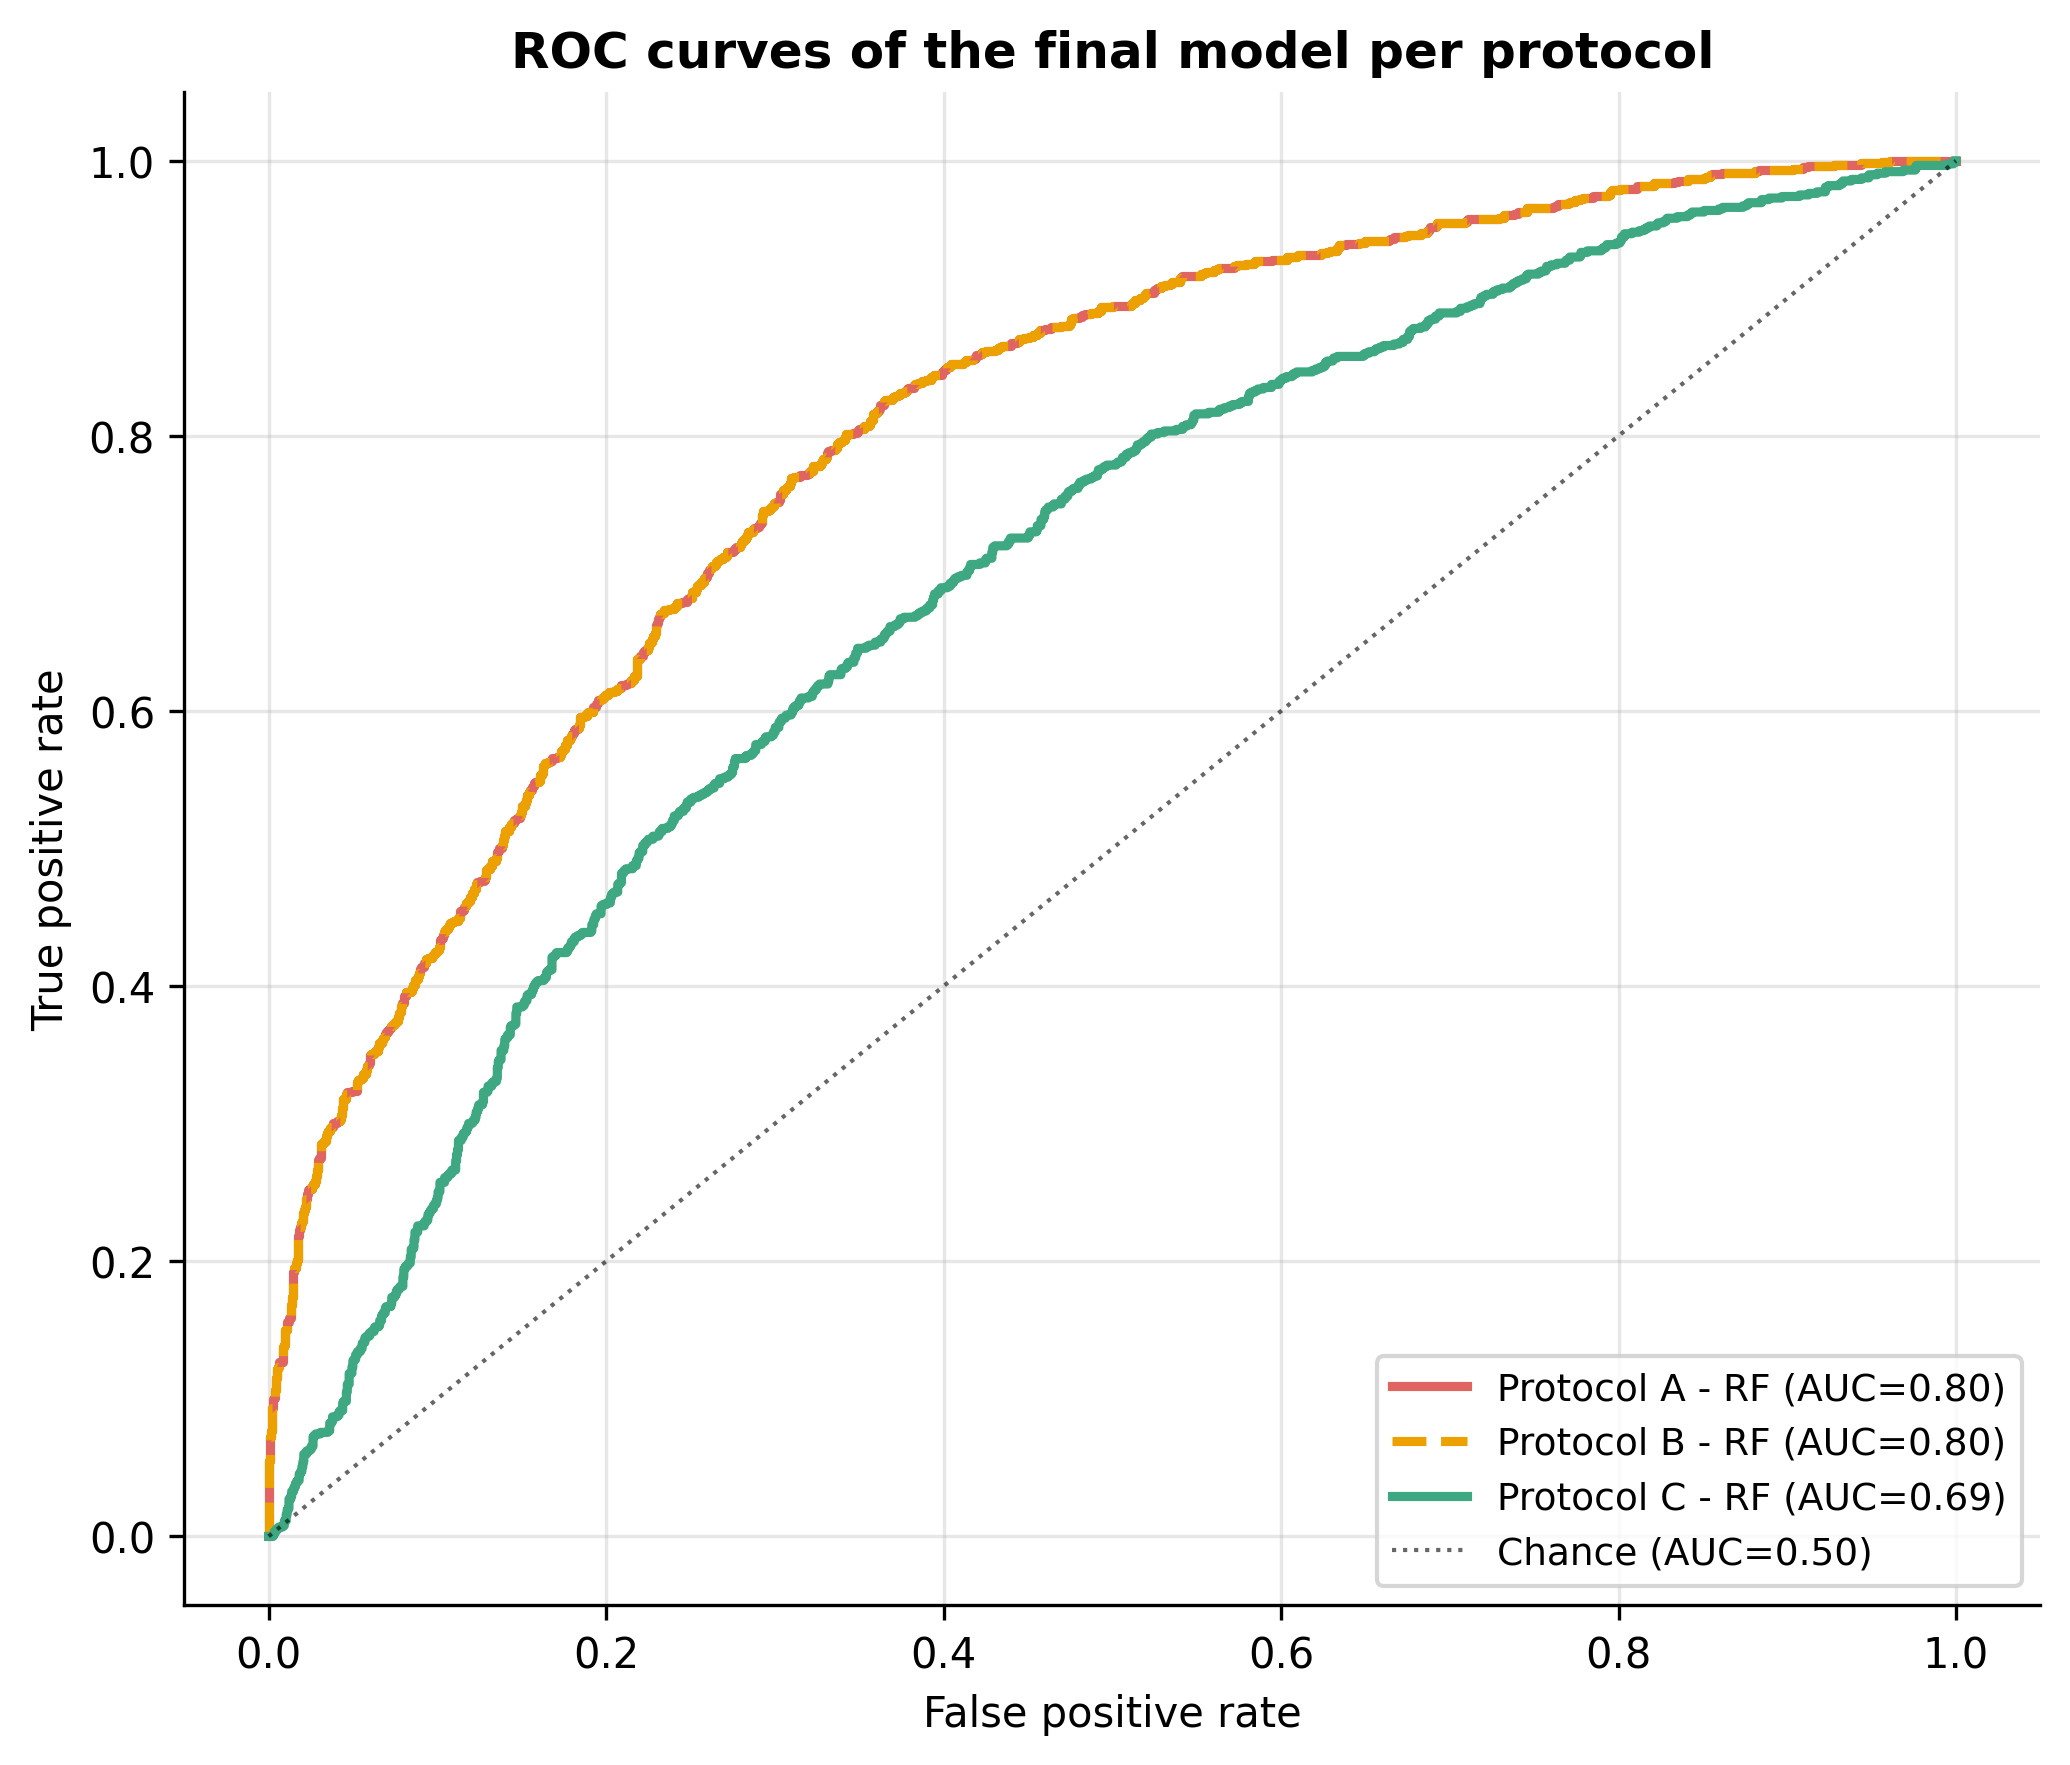 ROC curves of the final model per protocol
True positive rate
1.0
0.8
0.6
0.4
0.2
0.0
0.0 0.2 0.4 0.6 0.8 1.0
False positive rate
Protocol A - RF (AUC=0.80)
Protocol B - RF (AUC=0.80)
Protocol C - RF (AUC=0.69)
Chance (AUC=0.50)